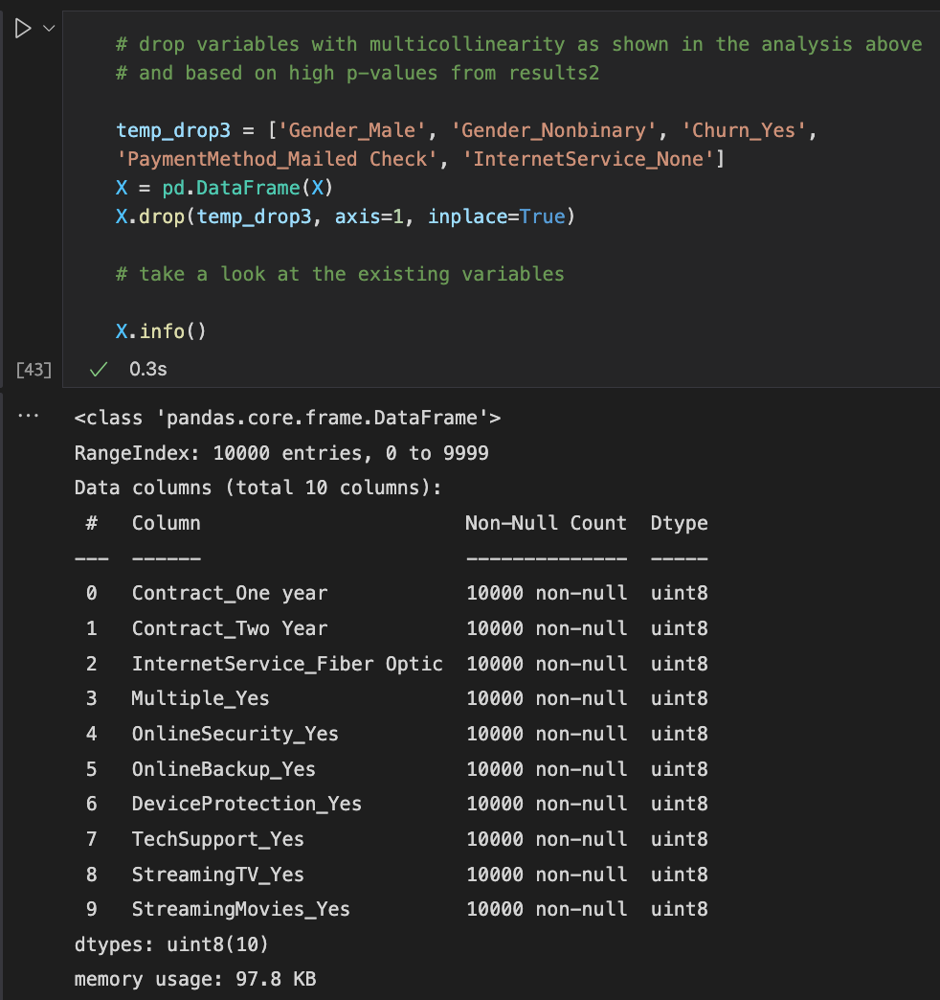 # drop variables with multicollinearity as shown in the analysis above
# and based on high p-values from results2
temp_drop3 = ['Gender_Male', 'Gender_Nonbinary', 'Churn_Yes',
'PaymentMethod_Mailed Check', 'InternetService_None']
X = pd.DataFrame(X)
X.drop(temp_drop3, axis=1, inplace=True)
# take a look at the existing variables
X.info()
[43] ✓ 0.3s
... <class 'pandas.core.frame.DataFrame'>
RangeIndex: 10000 entries, 0 to 9999
Data columns (total 10 columns):
# Column Non-Null Count Dtype
--- ------ -------------- -----
0 Contract_One year 10000 non-null uint8
1 Contract_Two Year 10000 non-null uint8
2 InternetService_Fiber Optic 10000 non-null uint8
3 Multiple_Yes 10000 non-null uint8
4 OnlineSecurity_Yes 10000 non-null uint8
5 OnlineBackup_Yes 10000 non-null uint8
6 DeviceProtection_Yes 10000 non-null uint8
7 TechSupport_Yes 10000 non-null uint8
8 StreamingTV_Yes 10000 non-null uint8
9 StreamingMovies_Yes 10000 non-null uint8
dtypes: uint8(10)
memory usage: 97.8 KB